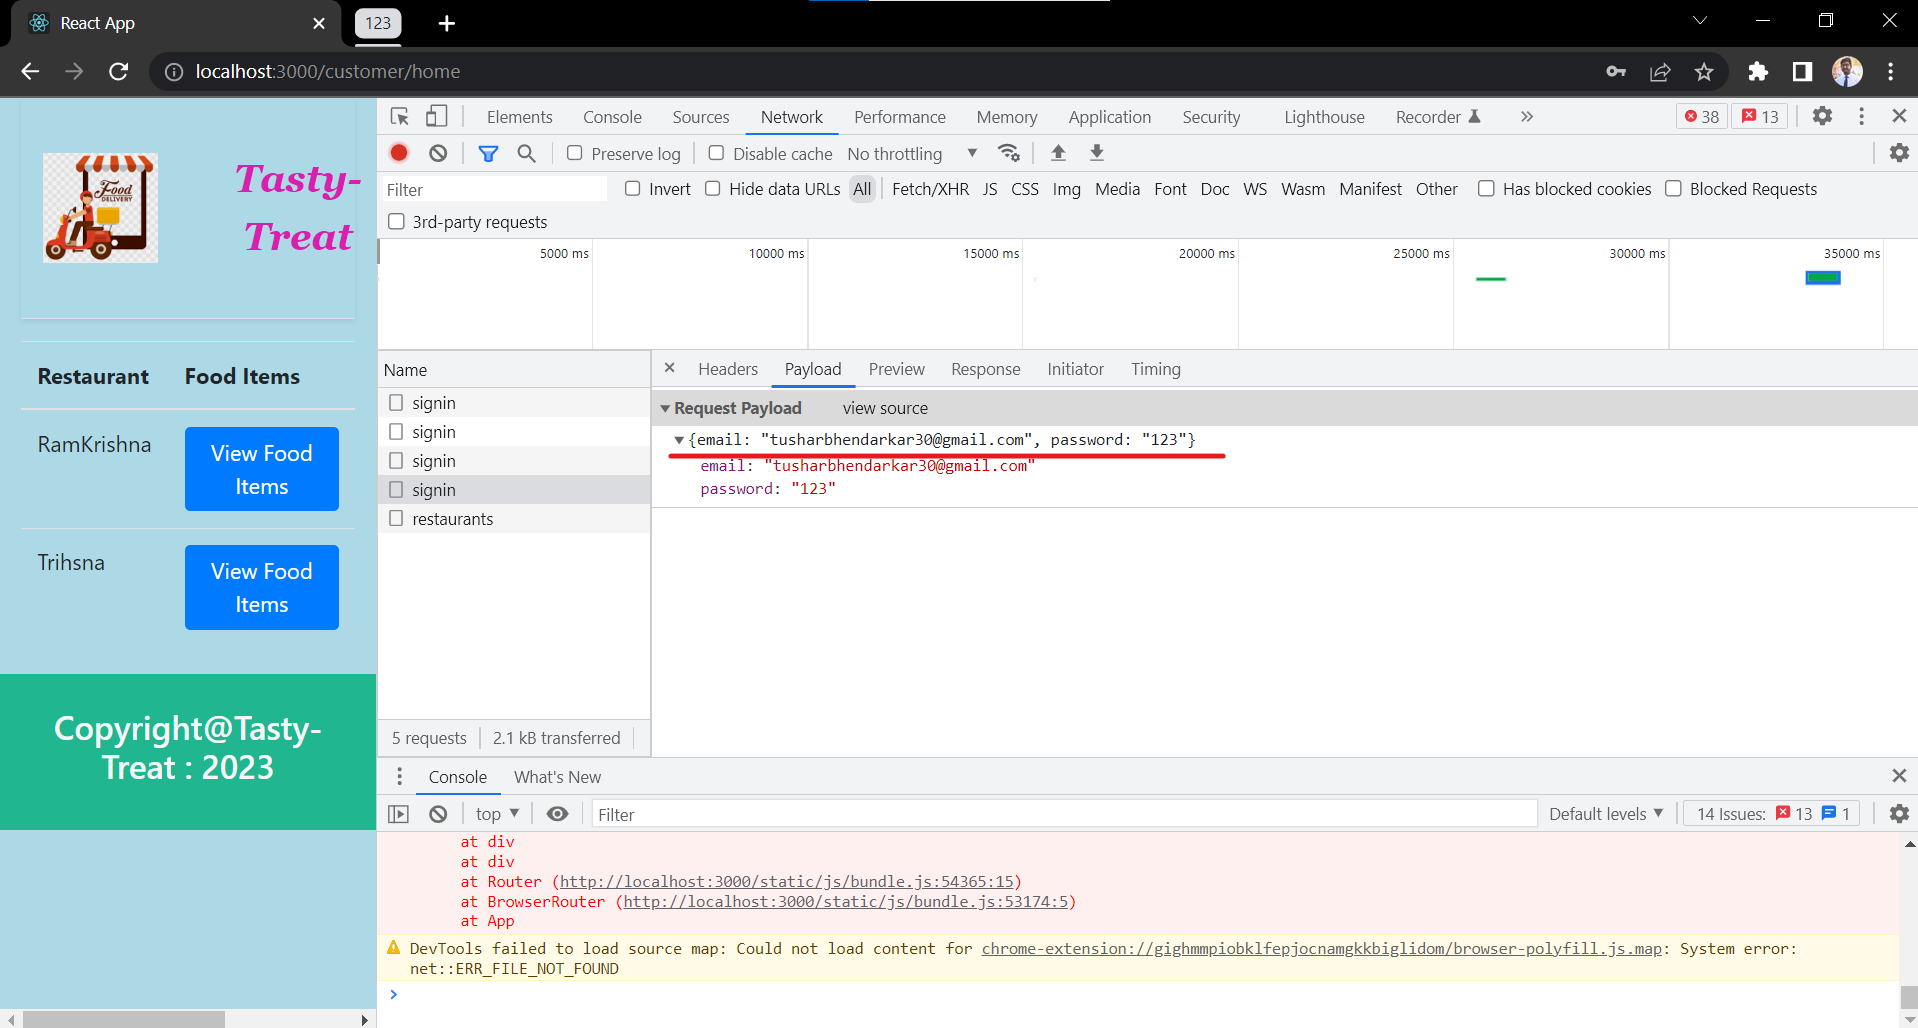 React App
123
localhost:3000/customer/home
Food
DELIVERY
Tasty-
Treat
Restaurant Food Items
RamKrishna
View Food
Items
Trihsna
View Food
Items
Copyright@Tasty-
Treat : 2023
Elements Console Sources Network Performance Memory Application Security Lighthouse Recorder 38 13
Preserve log Disable cache No throttling
Filter Invert Hide data URLs All Fetch/XHR JS CSS Img Media Font Doc WS Wasm Manifest Other Has blocked cookies Blocked Requests
3rd-party requests
5000 ms 10000 ms 15000 ms 20000 ms 25000 ms 30000 ms 35000 ms
Name
signin
signin
signin
signin
restaurants
5 requests 2.1 kB transferred
Headers Payload Preview Response Initiator Timing
Request Payload view source
{email: "tusharbhendarkar30@gmail.com", password: "123"}
email: "tusharbhendarkar30@gmail.com"
password: "123"
Console What's New
top Filter Default levels 14 Issues: 13 1
at div
at div
at Router (http://localhost:3000/static/js/bundle.js:54365:15)
at BrowserRouter (http://localhost:3000/static/js/bundle.js:53174:5)
at App
DevTools failed to load source map: Could not load content for chrome-extension://gighmmpiobklfepjocnamgkkbiglidom/browser-polyfill.js.map: System error:
net::ERR_FILE_NOT_FOUND